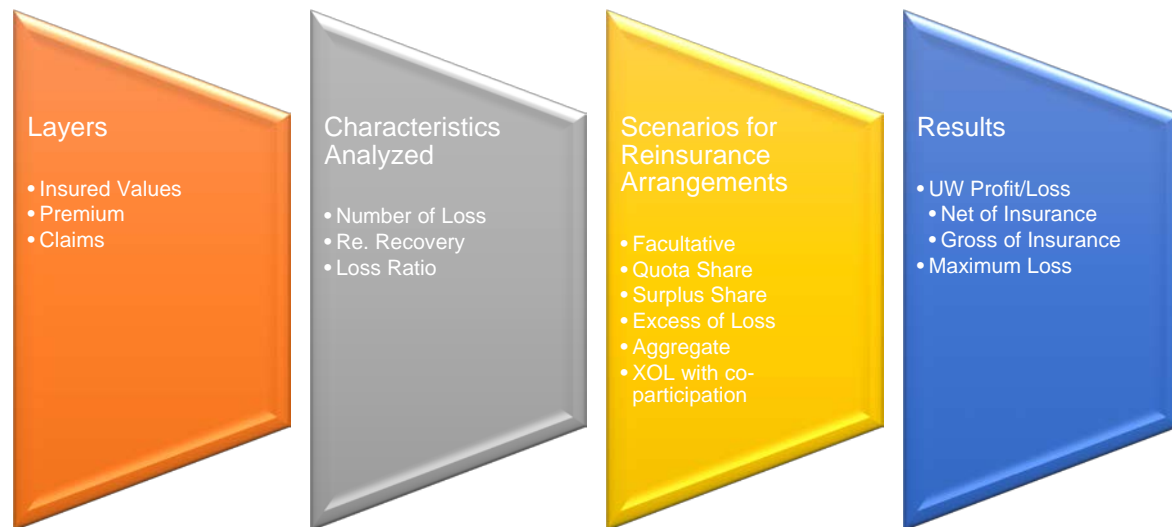 Layers
• Insured Values
• Premium
• Claims
Characteristics
Analyzed
• Number of Loss
• Re. Recovery
• Loss Ratio
Scenarios for
Reinsurance
Arrangements
• Facultative
• Quota Share
• Surplus Share
• Excess of Loss
• Aggregate
• XOL with co-
participation
Results
• UW Profit/Loss
• Net of Insurance
• Gross of Insurance
• Maximum Loss